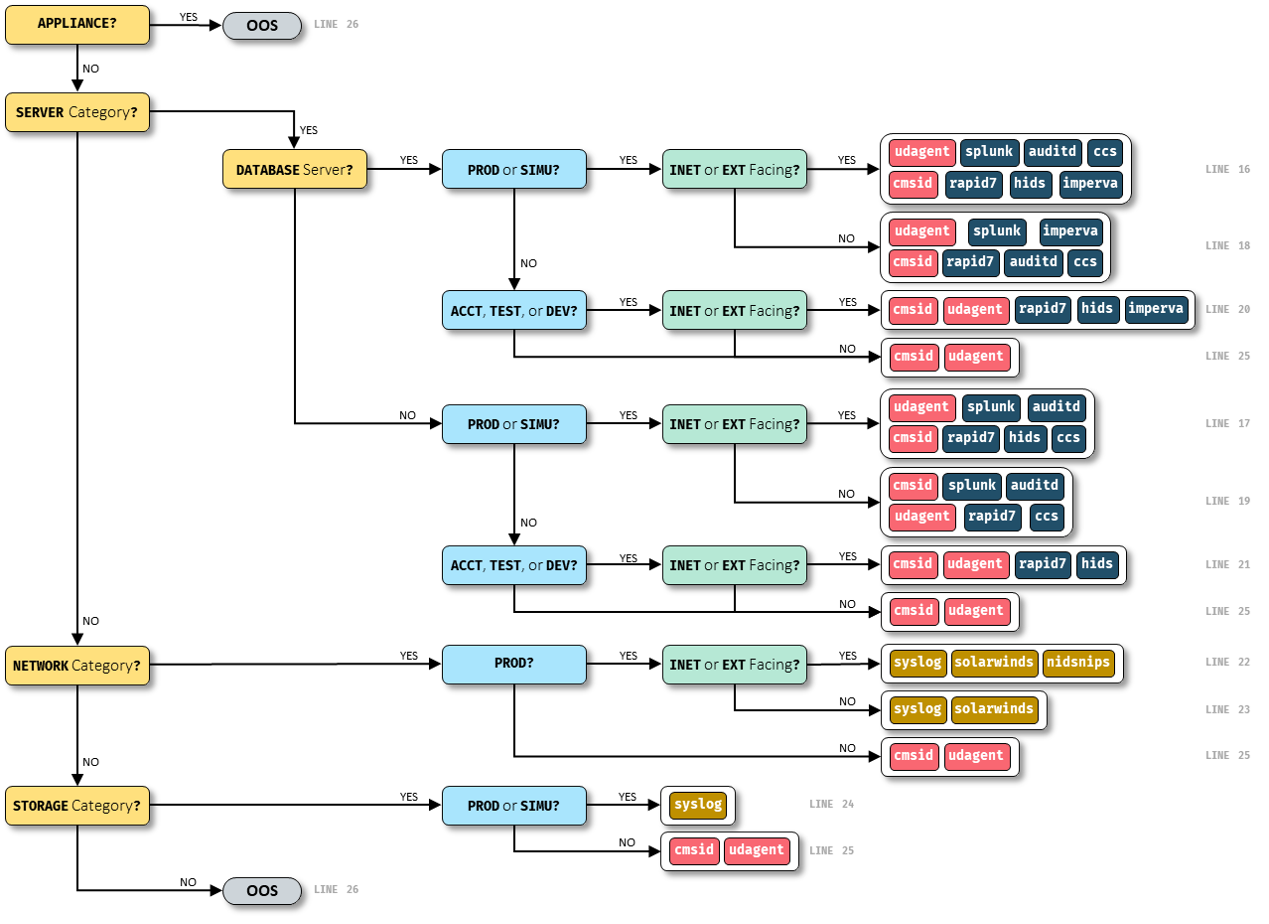 APPLIANCE?
YES
OOS
LINE 26
NO
SERVER Category?
YES
DATABASE Server?
YES
PROD or SIMU?
YES
INET or EXT Facing?
YES
udagent splunk auditd ccs
cmsid rapid7 hids imperva
LINE 16
NO
udagent splunk imperva
cmsid rapid7 auditd ccs
LINE 18
NO
ACCT, TEST, or DEV?
YES
INET or EXT Facing?
YES
cmsid udagent rapid7 hids imperva
LINE 20
NO
cmsid udagent
LINE 25
NO
PROD or SIMU?
YES
INET or EXT Facing?
YES
udagent splunk auditd
cmsid rapid7 hids ccs
LINE 17
NO
cmsid splunk auditd
udagent rapid7 ccs
LINE 19
NO
ACCT, TEST, or DEV?
YES
INET or EXT Facing?
YES
cmsid udagent rapid7 hids
LINE 21
NO
cmsid udagent
LINE 25
NO
NETWORK Category?
YES
PROD?
YES
INET or EXT Facing?
YES
syslog solarwinds nidsnips
LINE 22
NO
syslog solarwinds
LINE 23
NO
cmsid udagent
LINE 25
NO
STORAGE Category?
YES
PROD or SIMU?
YES
syslog
LINE 24
NO
cmsid udagent
LINE 25
NO
OOS
LINE 26